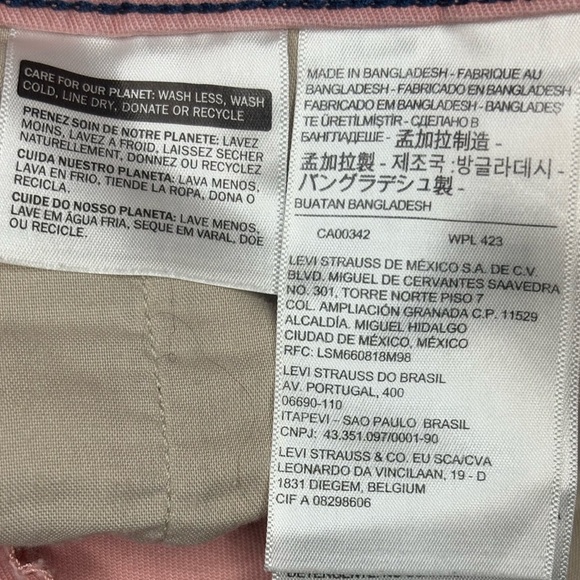 CARE FOR OUR PLANET: WASH LESS, WASH
COLD, LINE DRY, DONATE OR RECYCLE
PRENEZ SOIN DE NOTRE PLANETE: LAVEZ
MOINS, LAVEZ A FROID, LAISSEZ SECHER
NATURELLEMENT, DONNEZ OU RECYCLEZ
CUIDA NUESTRO PLANETA: LAVA MENOS,
LAVA EN FRIO, TIENDE LA ROPA, DONA O
RECICLA.
CUIDE DO NOSSO PLANETA: LAVE MENOS,
LAVE EM ÁGUA FRIA, SEQUE EM VARAL, DOE
OU RECICLE.
MADE IN BANGLADESH - FABRIQUE AU
BANGLADESH - FABRICADO EN BANGLADESH -
FABRICADO EM BANGLADESH - BANGLADEŞ'
TE ÜRETİLMİŞTİR - СДЕЛАНО В
БАНГЛАДЕШЕ - 孟加拉制造 -
孟加拉製 - 제조국 :방글라데시 -
バングラデシュ製 -
BUATAN BANGLADESH
CA00342 WPL 423
LEVI STRAUSS DE MÉXICO S.A. DE C.V.
BLVD. MIGUEL DE CERVANTES SAAVEDRA
NO. 301, TORRE NORTE PISO 7
COL. AMPLIACIÓN GRANADA C.P. 11529
ALCALDÍA. MIGUEL HIDALGO
CIUDAD DE MÉXICO, MÉXICO
RFC: LSM660818M98
LEVI STRAUSS DO BRASIL
AV. PORTUGAL, 400
06690-110
ITAPEVI – SAO PAULO BRASIL
CNPJ: 43.351.097/0001-90
LEVI STRAUSS & CO. EU SCA/CVA
LEONARDO DA VINCILAAN, 19 - D
1831 DIEGEM, BELGIUM
CIF A 08298606